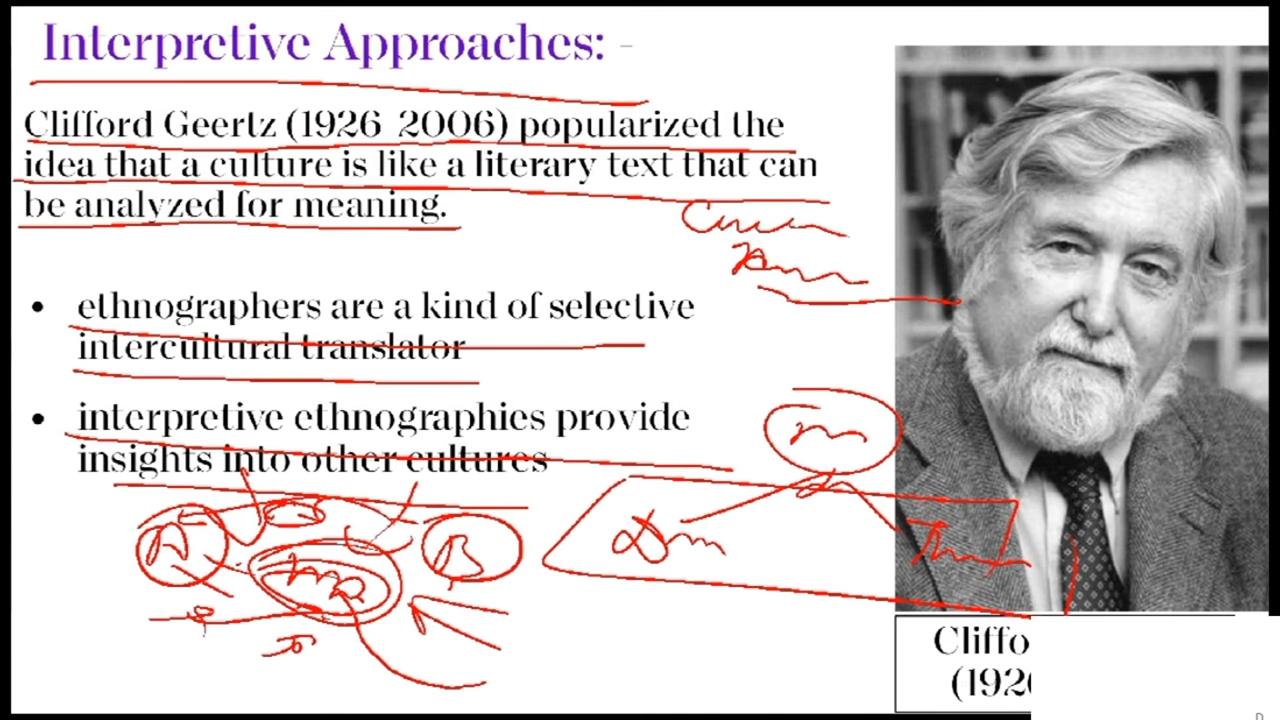 Interpretive Approaches: -
Clifford Geertz (1926 2006) popularized the
idea that a culture is like a literary text that can
be analyzed for meaning.
• ethnographers are a kind of selective
intercultural translator
• interpretive ethnographies provide
insights into other cultures
A
B
m
Cliffo
(192
D